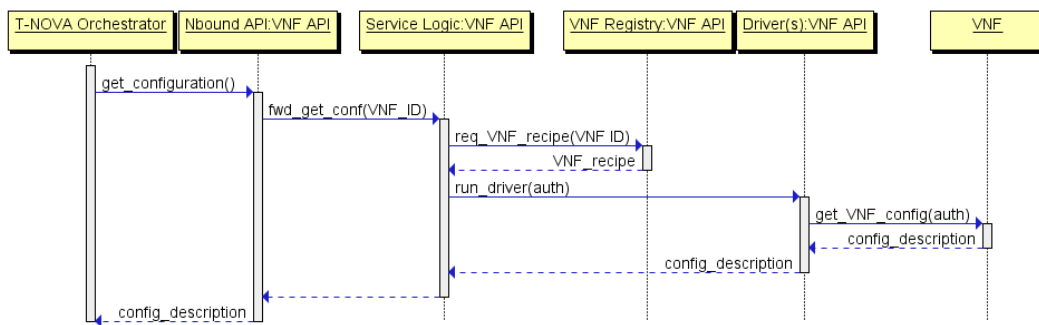 T-NOVA Orchestrator
Nbound API:VNF API
Service Logic:VNF API
VNF Registry:VNF API
Driver(s):VNF API
VNF
get_configuration()
fwd_get_conf(VNF_ID)
req_VNF_recipe(VNF ID)
VNF_recipe
run_driver(auth)
get_VNF_config(auth)
config_description
config_description
config_description